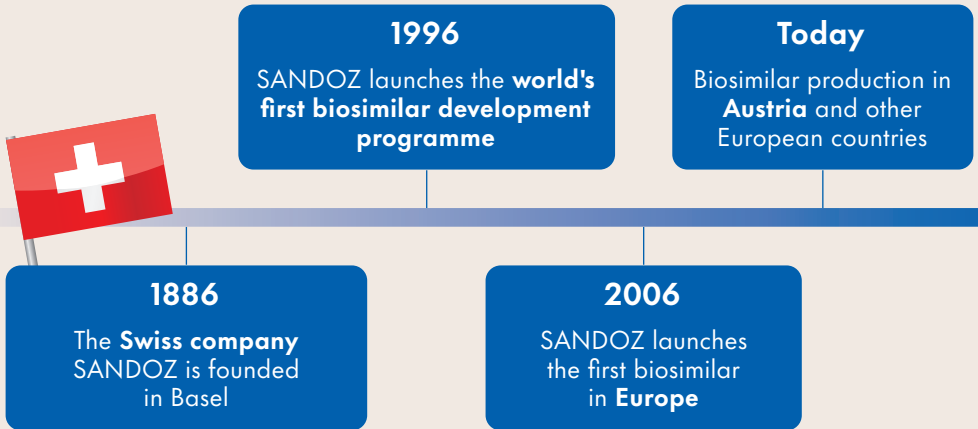 1886
The Swiss company
SANDOZ is founded
in Basel
1996
SANDOZ launches the world's
first biosimilar development
programme
2006
SANDOZ launches
the first biosimilar
in Europe
Today
Biosimilar production in
Austria and other
European countries